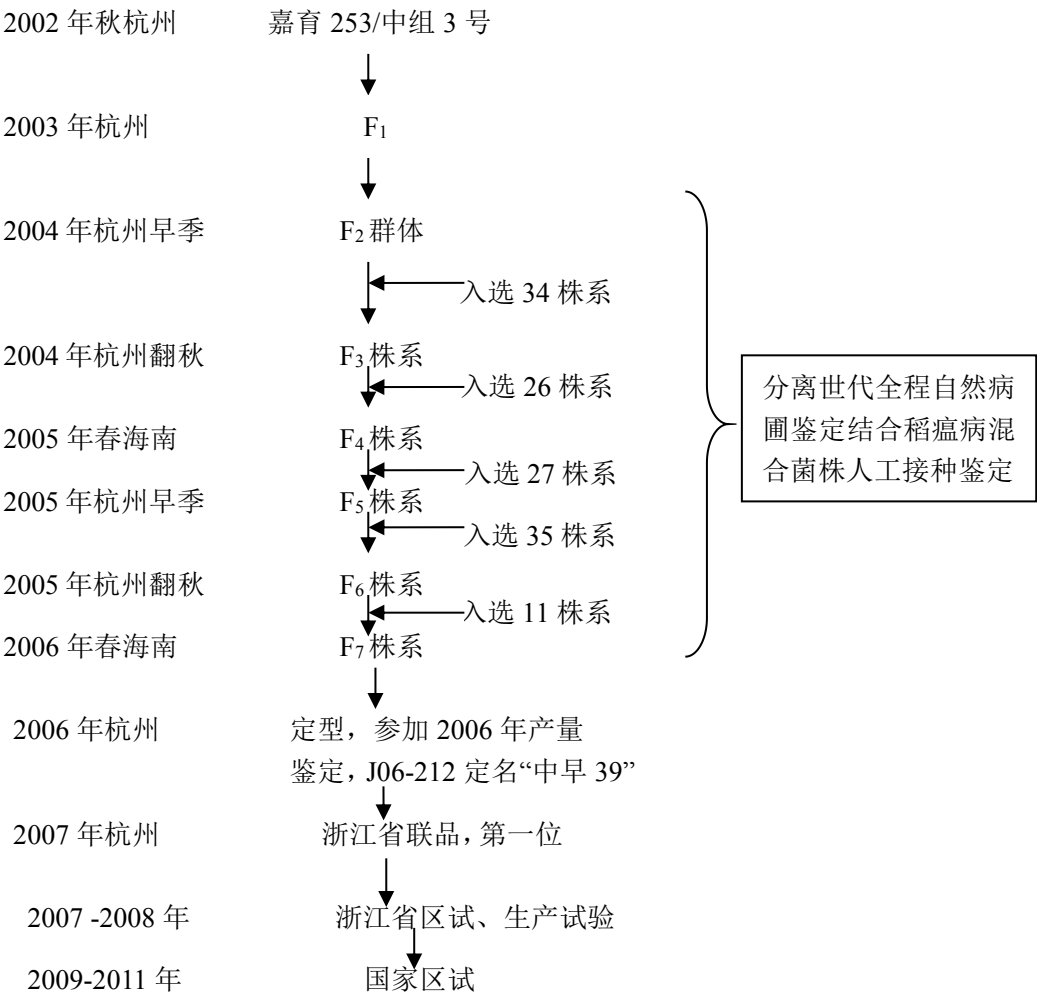 2002 年秋杭州 嘉育 253/中组 3 号
2003 年杭州 F₁
2004 年杭州早季 F₂ 群体
入选 34 株系
2004 年杭州翻秋 F₃ 株系
入选 26 株系
2005 年春海南 F₄ 株系
入选 27 株系
2005 年杭州早季 F₅ 株系
入选 35 株系
2005 年杭州翻秋 F₆ 株系
入选 11 株系
2006 年春海南 F₇ 株系
分离世代全程自然病
圃鉴定结合稻瘟病混
合菌株人工接种鉴定
2006 年杭州 定型，参加 2006 年产量
鉴定，J06-212 定名“中早 39”
2007 年杭州 浙江省联品，第一位
2007 -2008 年 浙江省区试、生产试验
2009-2011 年 国家区试